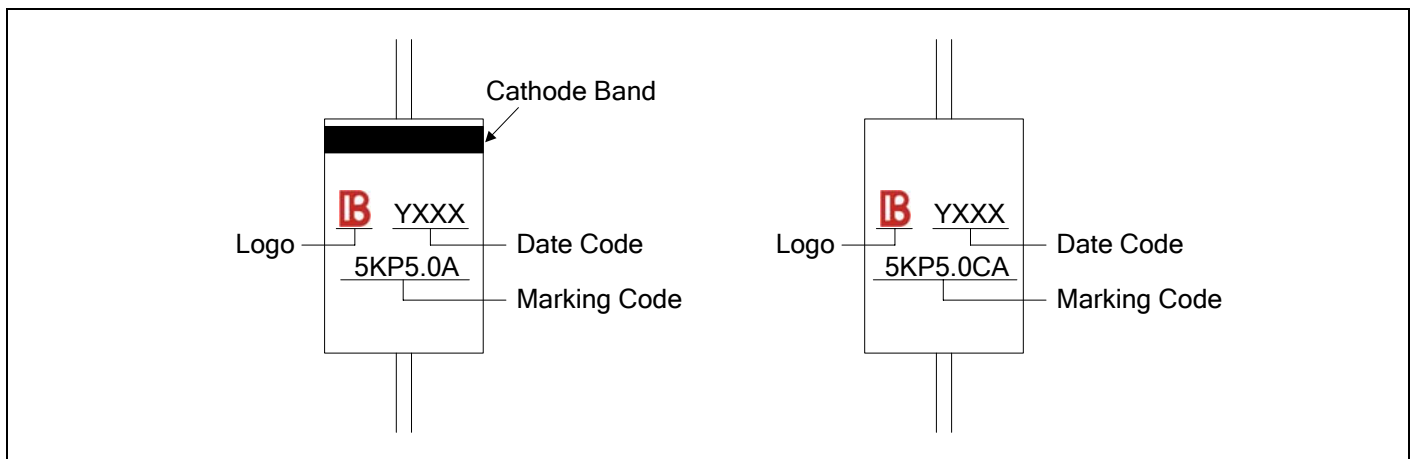 Cathode Band
B YXXX
Logo Date Code
5KP5.0A
Marking Code
B YXXX
Logo Date Code
5KP5.0CA
Marking Code